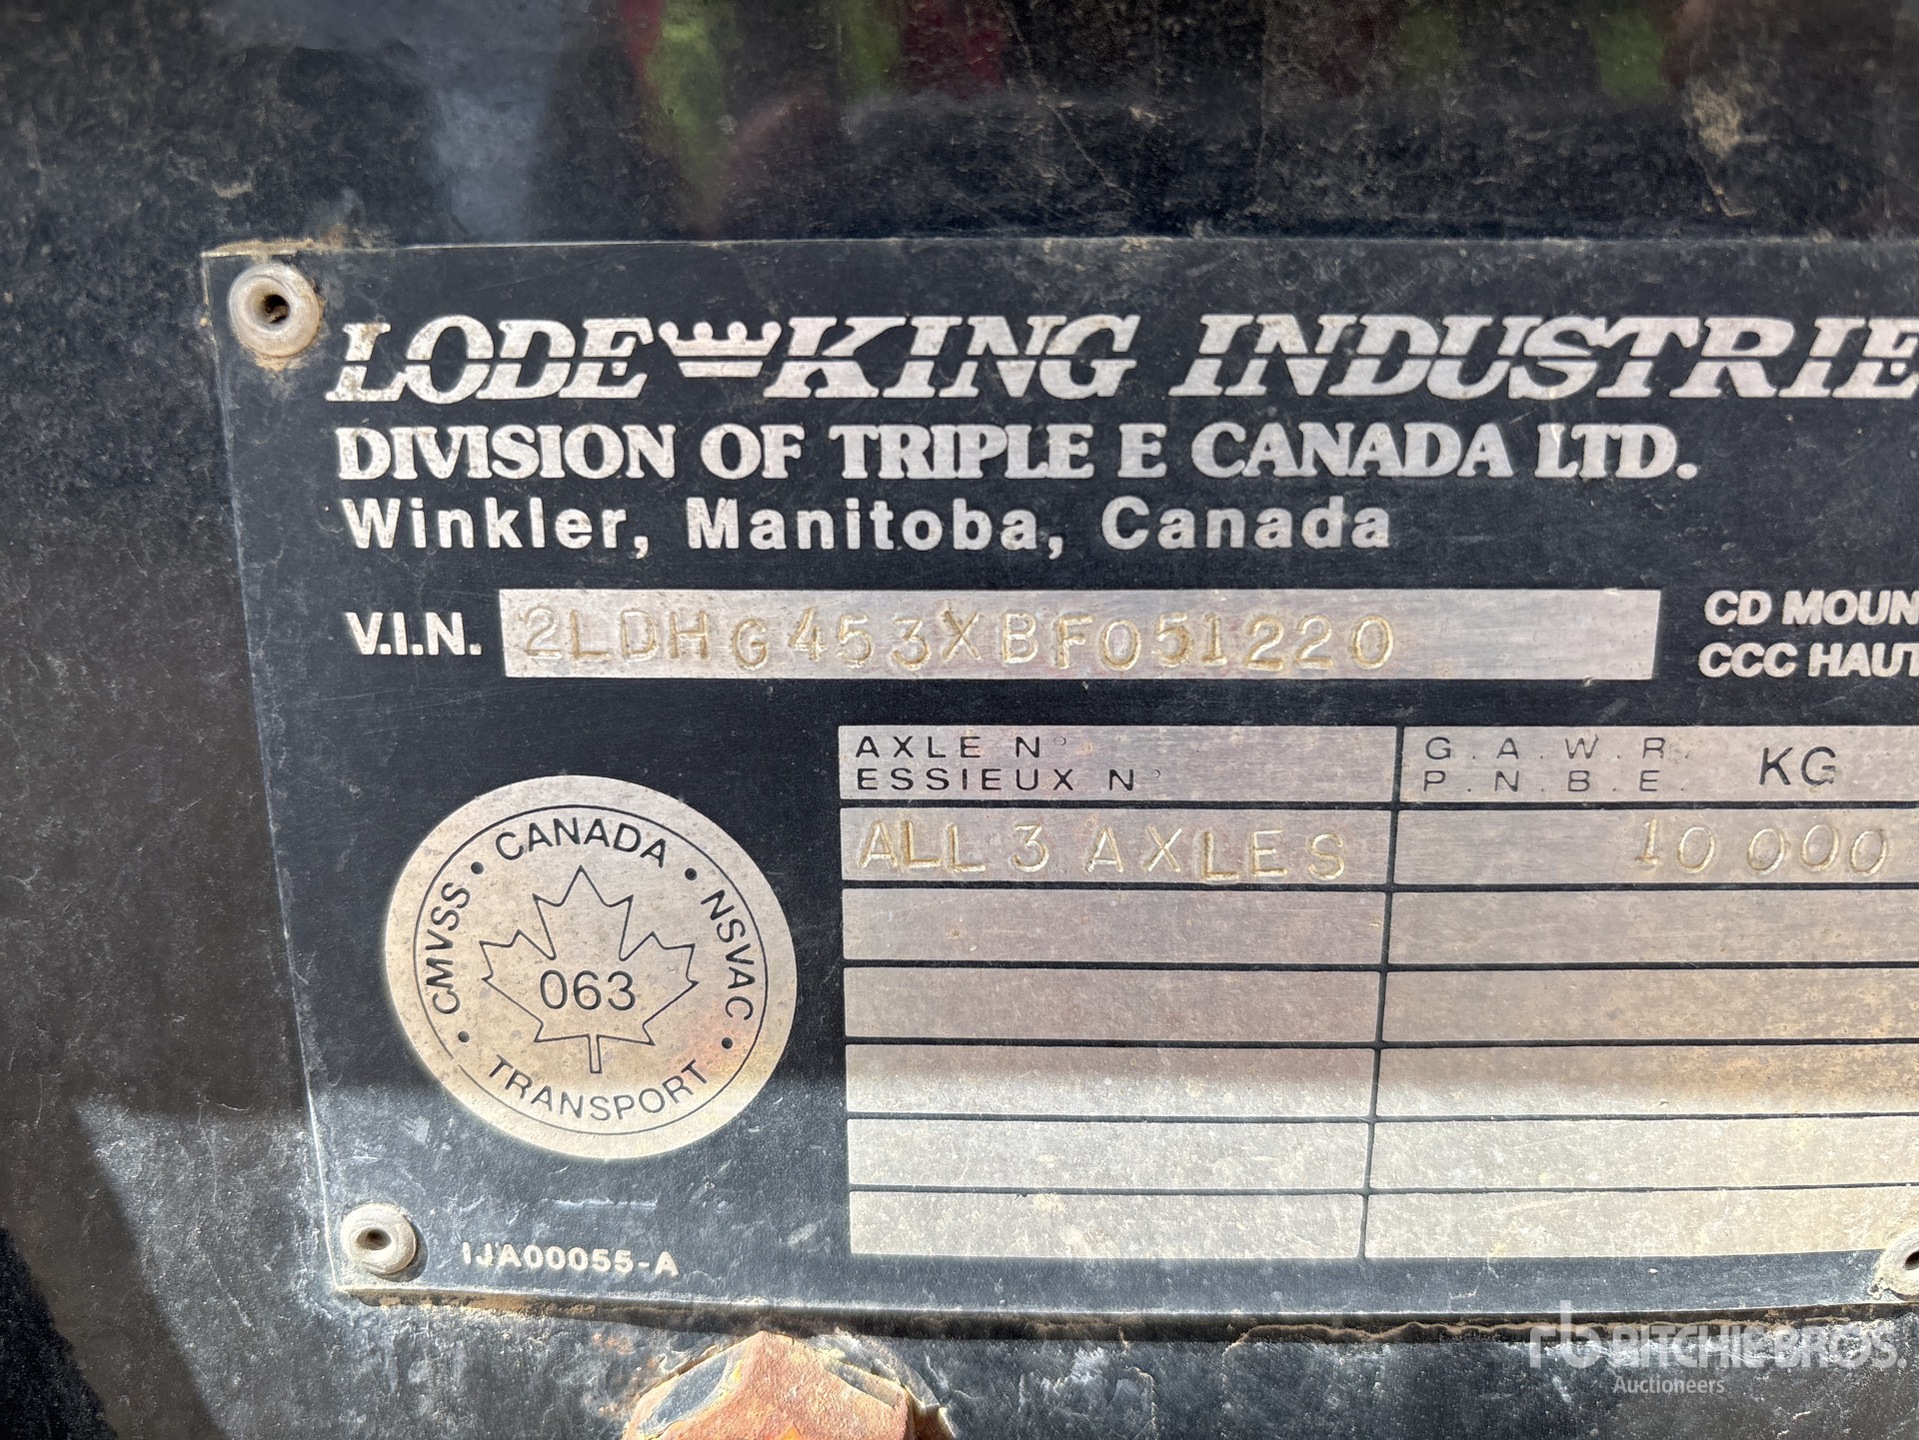 LODE KING INDUSTRIE
DIVISION OF TRIPLE E CANADA LTD.
Winkler, Manitoba, Canada
V.I.N. 2LDHG453XBF051220
CD MOUN
CCC HAUT
AXLE N° G.A.W.R. KG
ESSIEUX N° P.N.B.E.
ALL 3 AXLES 10 000
CANADA • NSVAC • TRANSPORT • CMVSS •
063
IJA00055-A
rb RITCHIE BROS.
Auctioneers